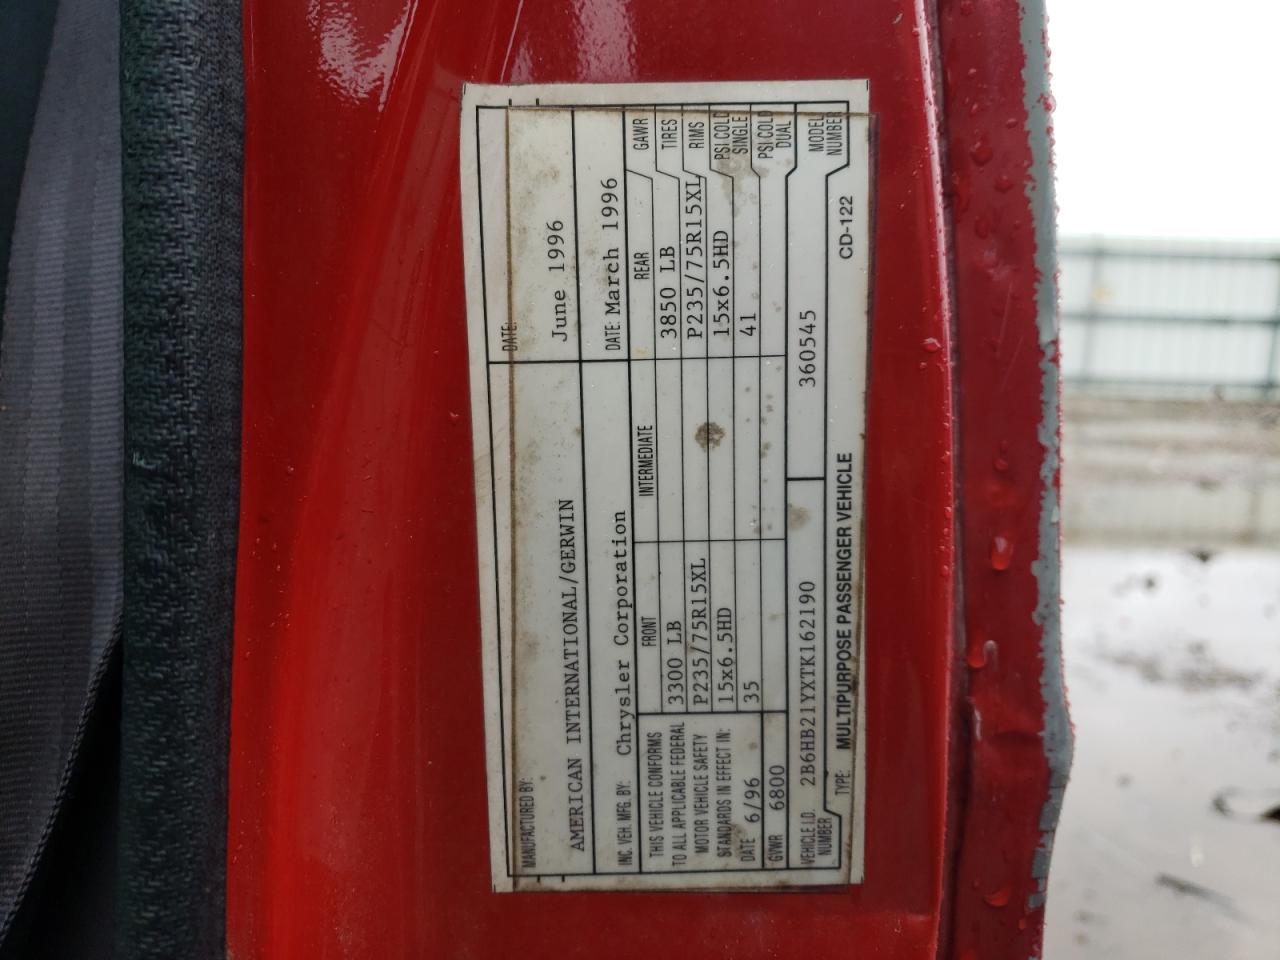 MANUFACTURED BY: DATE:
AMERICAN INTERNATIONAL/GERWIN June 1996
INC. VEH. MFG. BY: Chrysler Corporation DATE: March 1996
THIS VEHICLE CONFORMS FRONT INTERMEDIATE REAR GAWR
TO ALL APPLICABLE FEDERAL 3300 LB 3850 LB TIRES
MOTOR VEHICLE SAFETY P235/75R15XL P235/75R15XL RIMS
STANDARDS IN EFFECT IN: 15x6.5HD 15x6.5HD PSI COLD SINGLE
DATE 6/96 35 41 PSI COLD DUAL
GVWR 6800
VEHICLE I.D. NUMBER 2B6HB21YXTK162190 360545 MODEL NUMBER
TYPE: MULTIPURPOSE PASSENGER VEHICLE CD-122